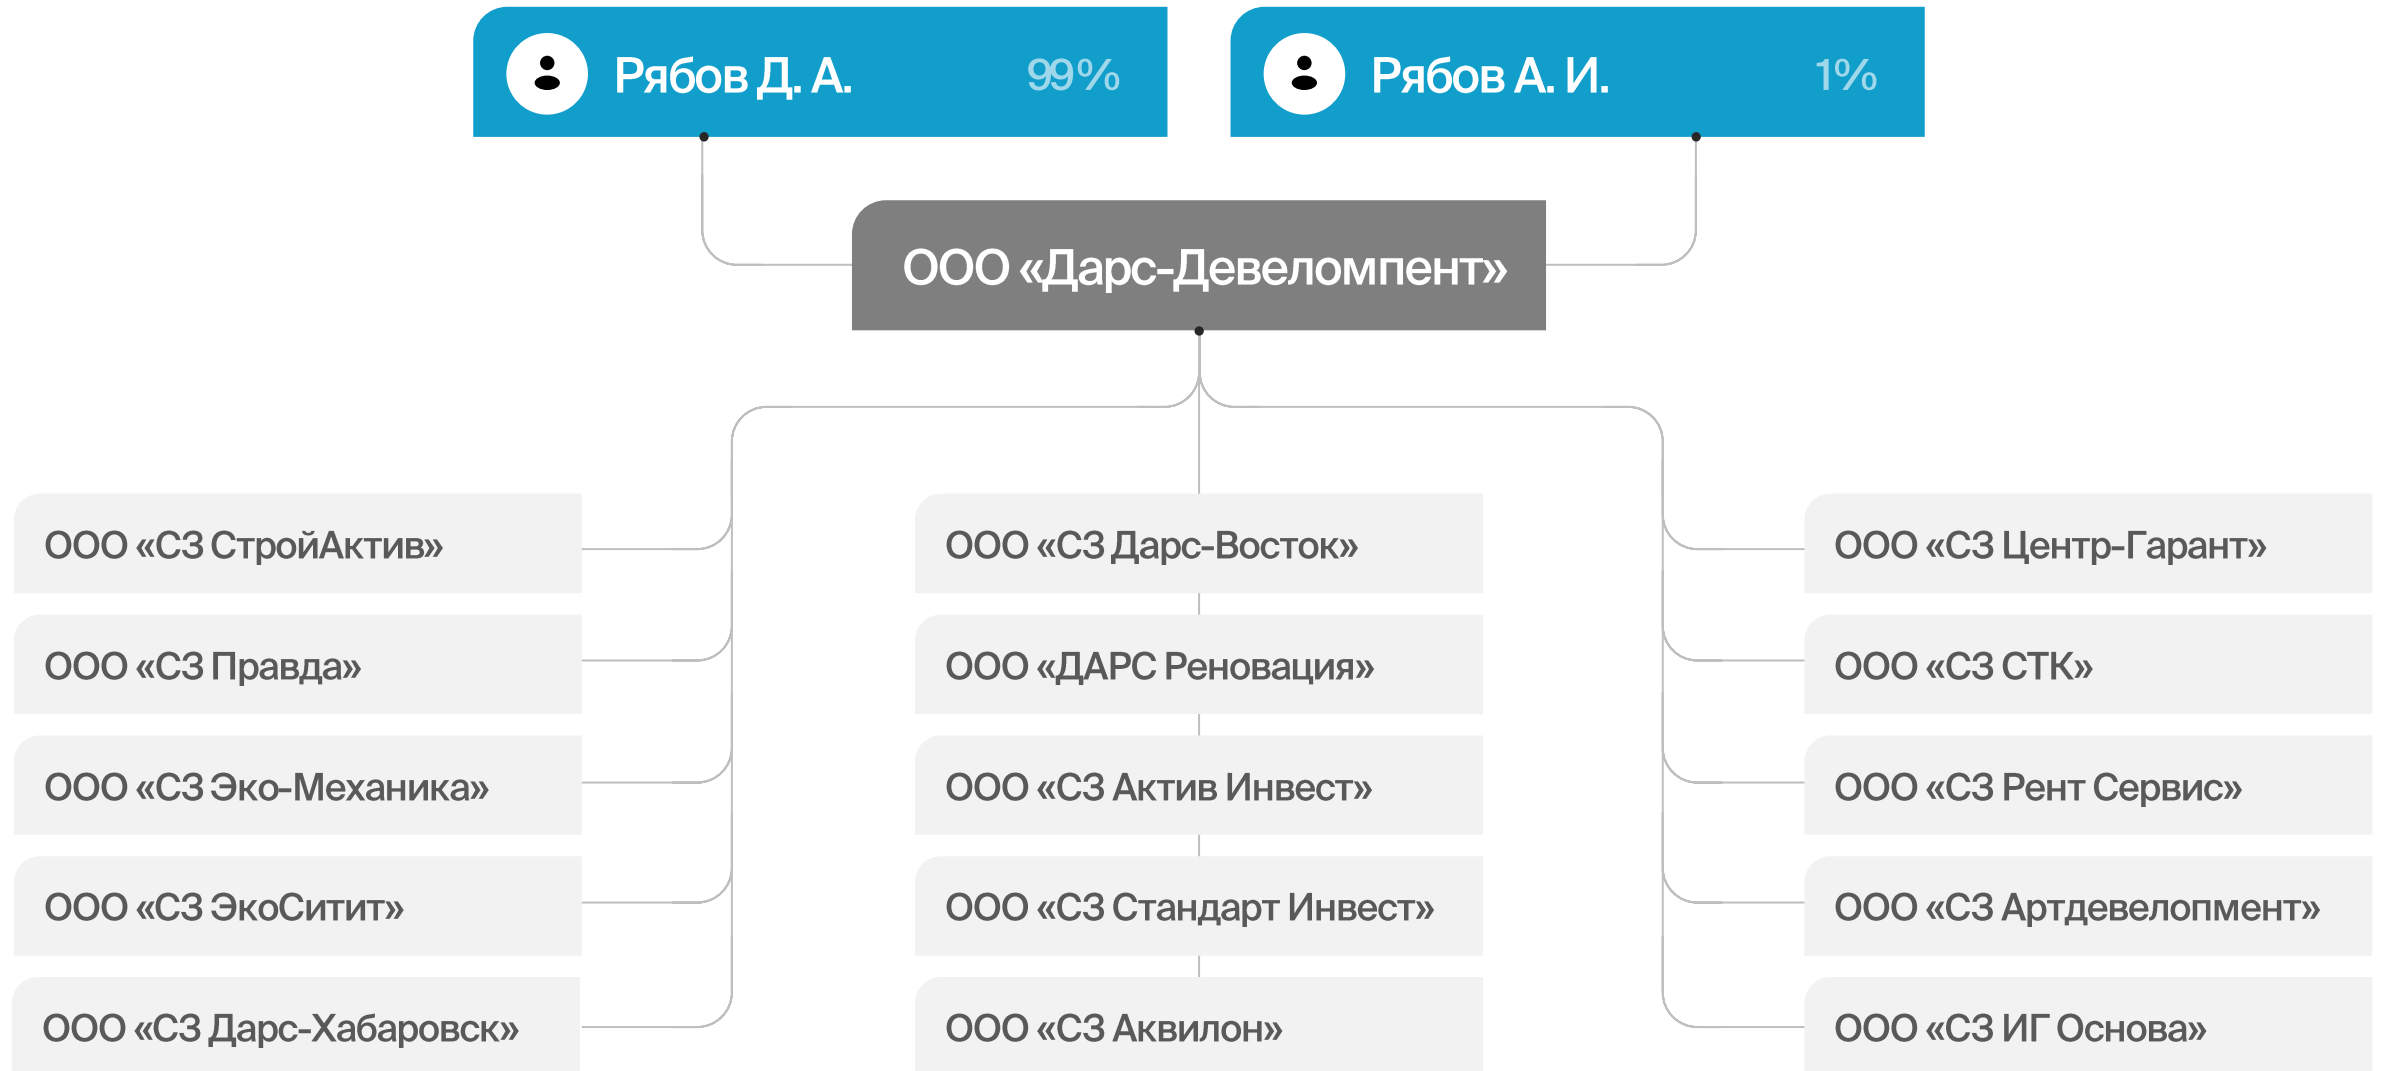 Рябов Д. А. 99%
Рябов А. И. 1%
ООО «Дарс-Девеломпент»
ООО «СЗ СтройАктив»
ООО «СЗ Правда»
ООО «СЗ Эко-Механика»
ООО «СЗ ЭкоСитит»
ООО «СЗ Дарс-Хабаровск»
ООО «СЗ Дарс-Восток»
ООО «ДАРС Реновация»
ООО «СЗ Актив Инвест»
ООО «СЗ Стандарт Инвест»
ООО «СЗ Аквилон»
ООО «СЗ Центр-Гарант»
ООО «СЗ СТК»
ООО «СЗ Рент Сервис»
ООО «СЗ Артдевелопмент»
ООО «СЗ ИГ Основа»